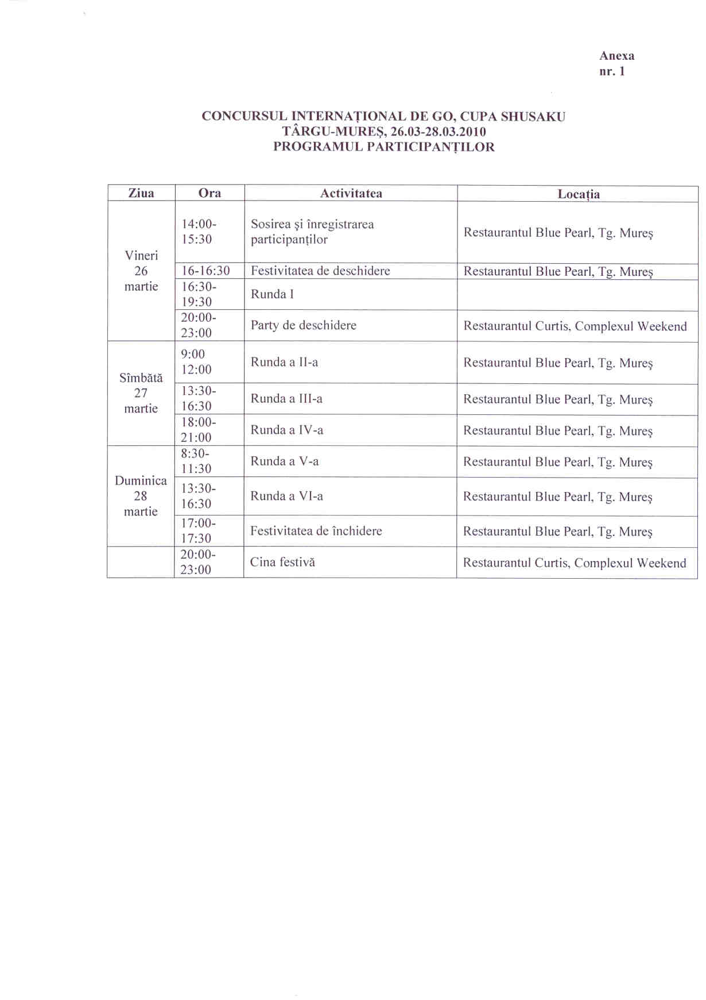 Anexa
nr. 1
CONCURSUL INTERNAȚIONAL DE GO, CUPA SHUSAKU
TÂRGU-MUREȘ, 26.03-28.03.2010
PROGRAMUL PARTICIPANȚILOR
Ziua Ora Activitatea Locația
Vineri
26
martie
14:00-
15:30
Sosirea și înregistrarea
participanților
Restaurantul Blue Pearl, Tg. Mureș
16-16:30 Festivitatea de deschidere Restaurantul Blue Pearl, Tg. Mureș
16:30-
19:30
Runda I
20:00-
23:00
Party de deschidere
Restaurantul Curtis, Complexul Weekend
Sîmbătă
27
martie
9:00
12:00
Runda a II-a
Restaurantul Blue Pearl, Tg. Mureș
13:30-
16:30
Runda a III-a
Restaurantul Blue Pearl, Tg. Mureș
18:00-
21:00
Runda a IV-a
Restaurantul Blue Pearl, Tg. Mureș
Duminica
28
martie
8:30-
11:30
Runda a V-a
Restaurantul Blue Pearl, Tg. Mureș
13:30-
16:30
Runda a VI-a
Restaurantul Blue Pearl, Tg. Mureș
17:00-
17:30
Festivitatea de închidere
Restaurantul Blue Pearl, Tg. Mureș
20:00-
23:00
Cina festivă
Restaurantul Curtis, Complexul Weekend